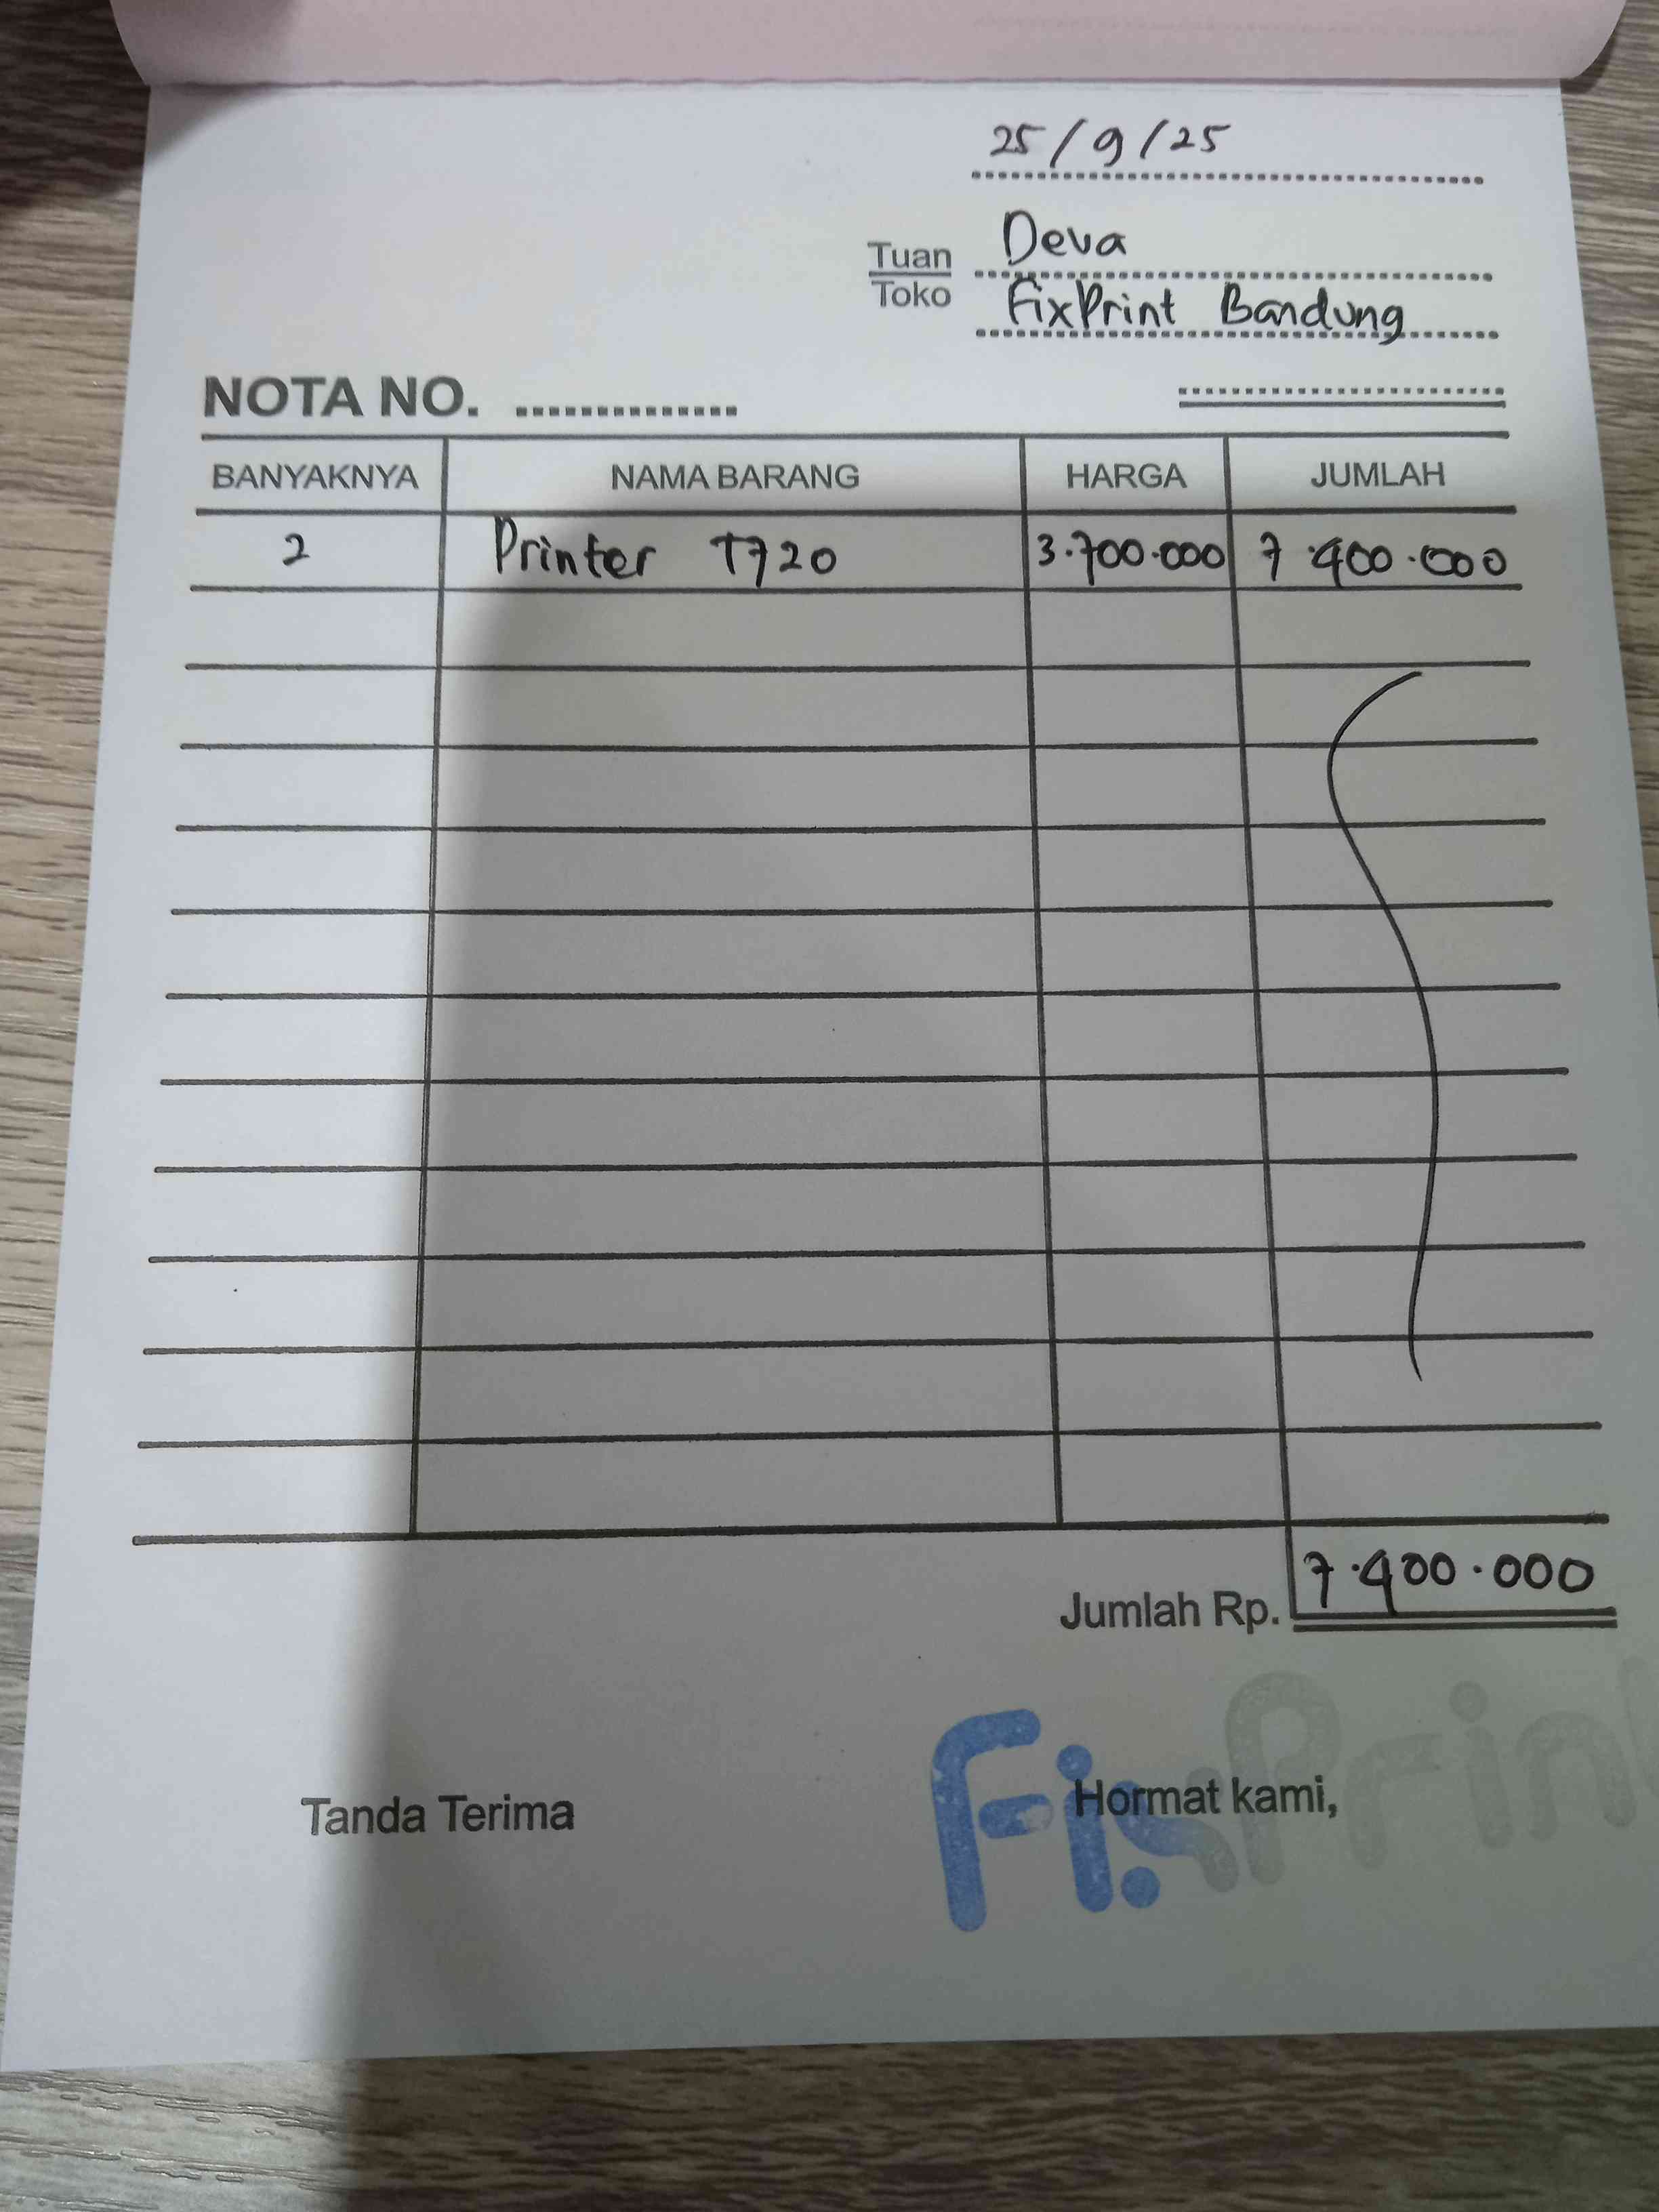 25/9/25
Tuan Deva
Toko FixPrint Bandung
NOTA NO. ..............
BANYAKNYA NAMA BARANG HARGA JUMLAH
2 Printer T720 3.700.000 7.400.000
Jumlah Rp. 7.400.000
Tanda Terima Hormat kami,
FixPrint